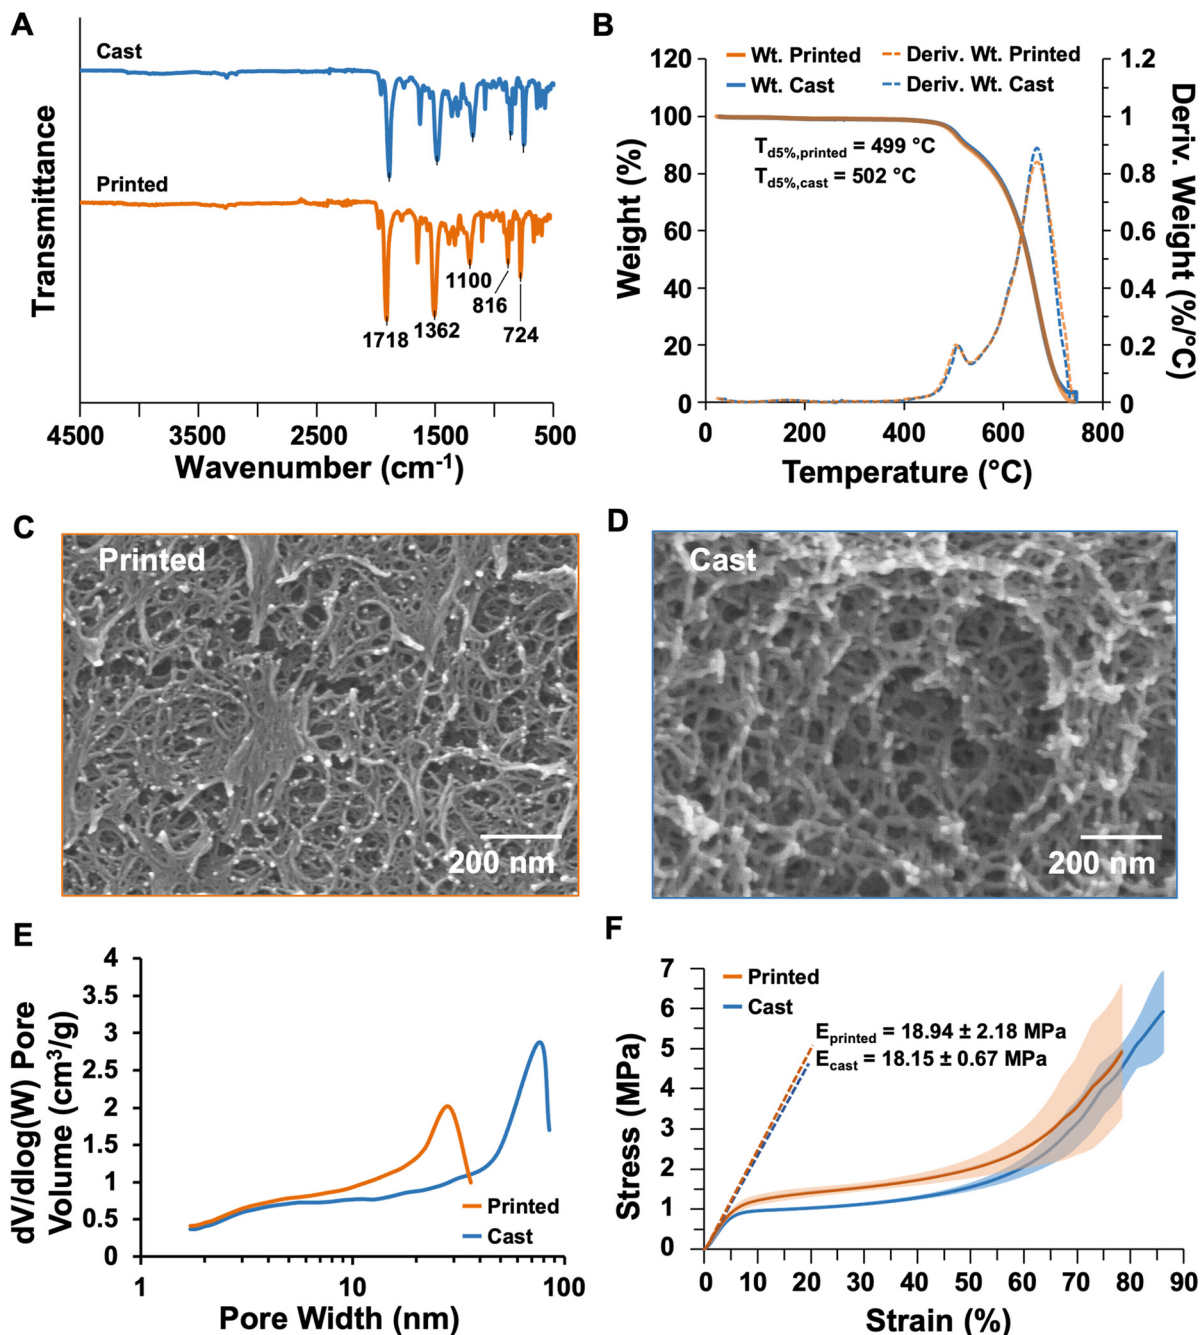 A
Cast
Printed
1100
816
1718
1362
724
Transmittance
4500
3500
2500
1500
500
Wavenumber (cm⁻¹)
B
Wt. Printed
Deriv. Wt. Printed
Wt. Cast
Deriv. Wt. Cast
Td5%,printed = 499 °C
Td5%,cast = 502 °C
120
100
80
60
40
20
0
Weight (%)
1.2
1
0.8
0.6
0.4
0.2
0
Deriv. Weight (%/°C)
0
200
400
600
800
Temperature (°C)
C
Printed
200 nm
D
Cast
200 nm
E
dV/dlog(W) Pore
Volume (cm³/g)
4
3.5
3
2.5
2
1.5
1
0.5
0
Printed
Cast
1
10
100
Pore Width (nm)
F
Printed
Cast
Eprinted = 18.94 ± 2.18 MPa
Ecast = 18.15 ± 0.67 MPa
7
6
5
4
3
2
1
0
Stress (MPa)
0
10
20
30
40
50
60
70
80
90
Strain (%)